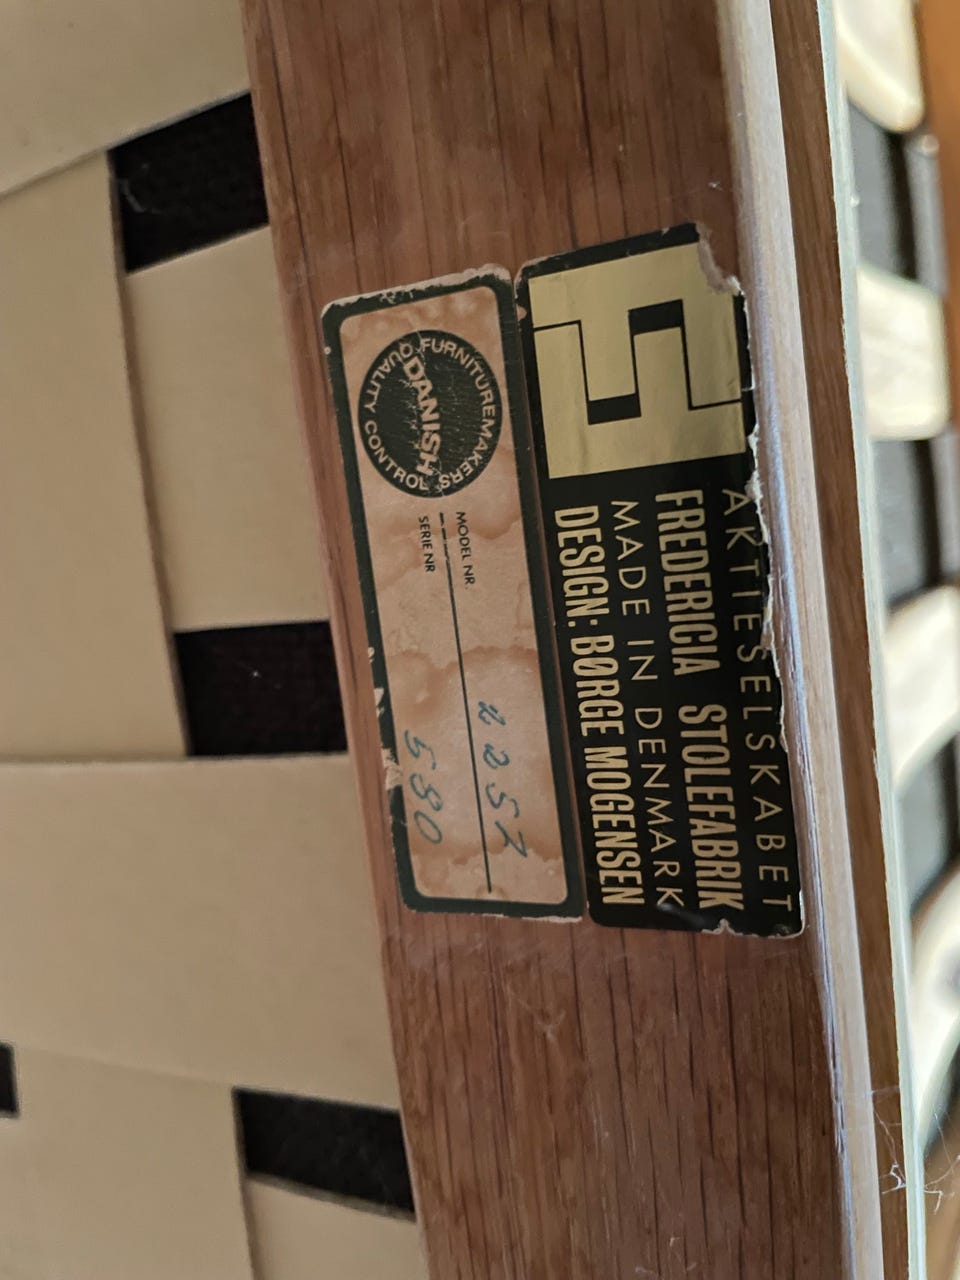 AKTIESELSKABET
FREDERICIA STOLEFABRIK
MADE IN DENMARK
DESIGN: BØRGE MOGENSEN
FURNITUREMAKERS
DANISH
QUALITY CONTROL
MODEL NR. 2257
SERIE NR 580